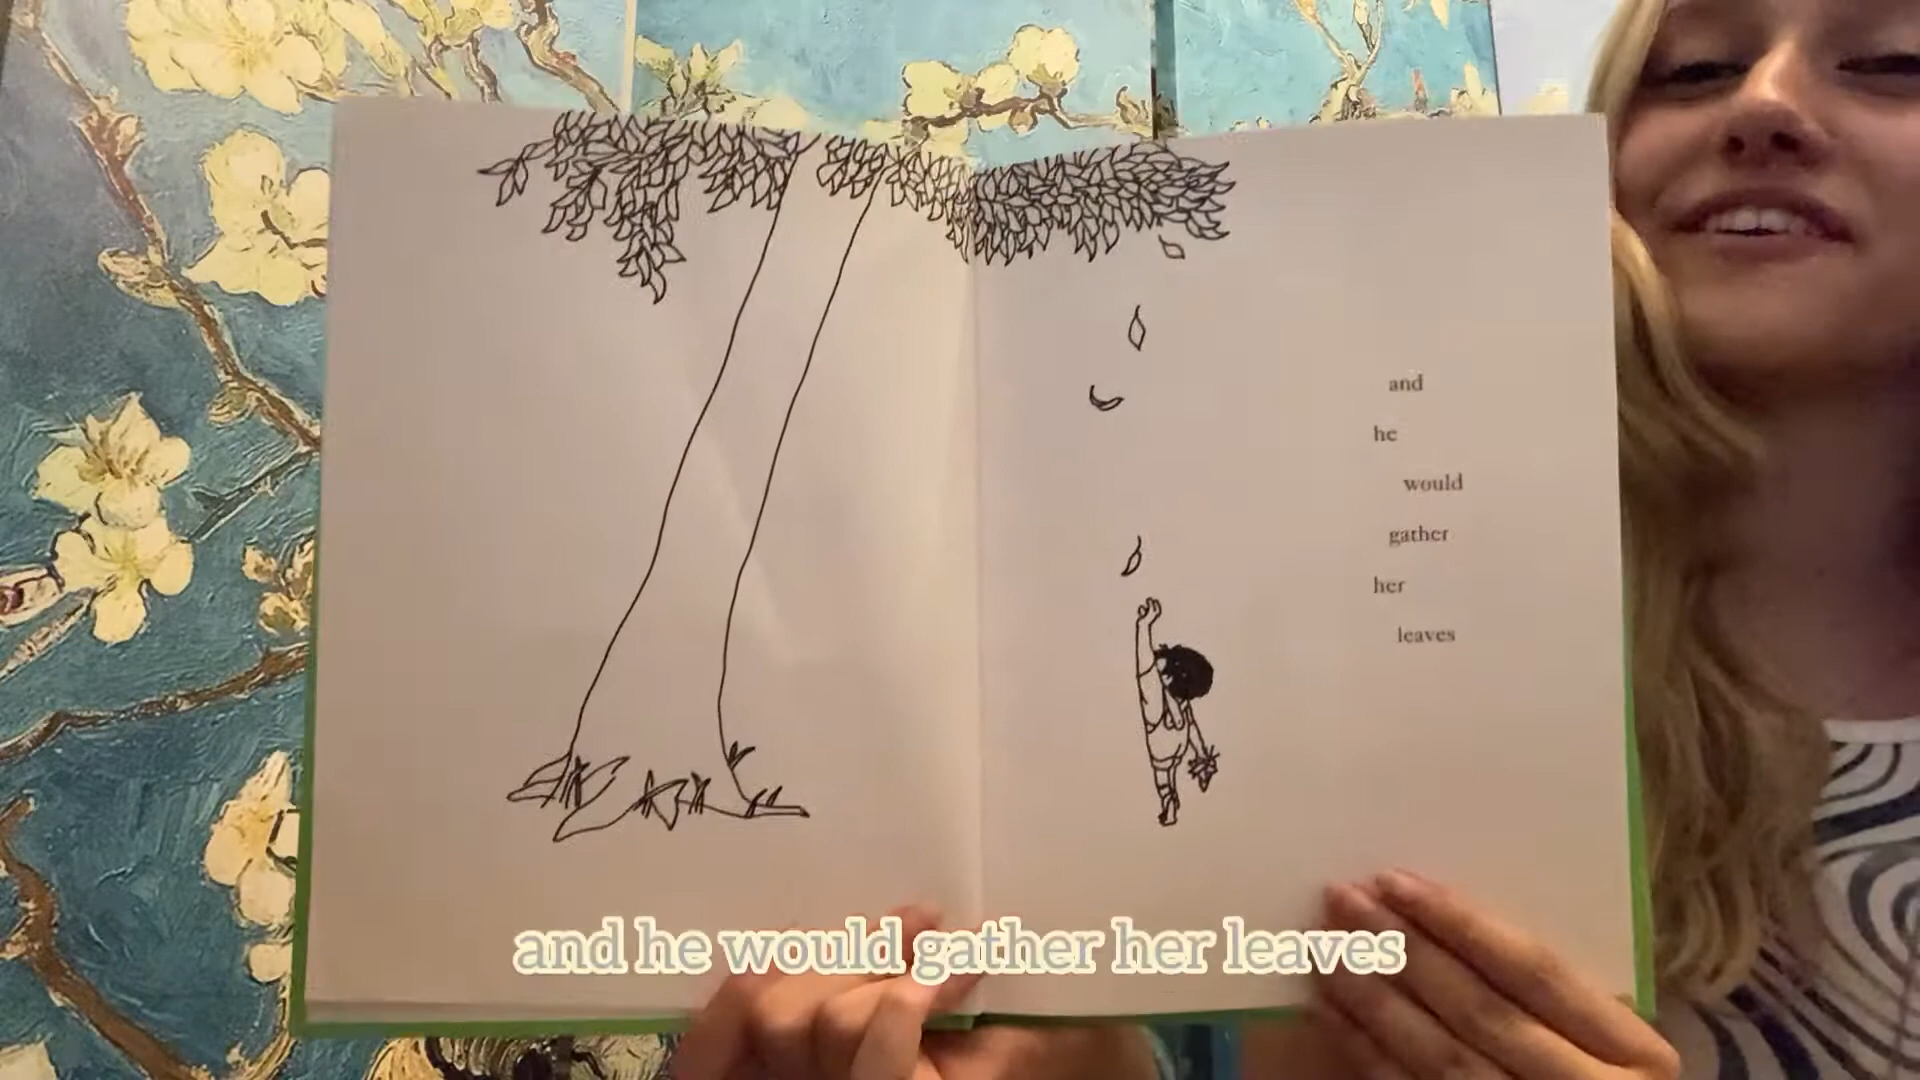 and
he
would
gather
her
leaves
and he would gather her leaves